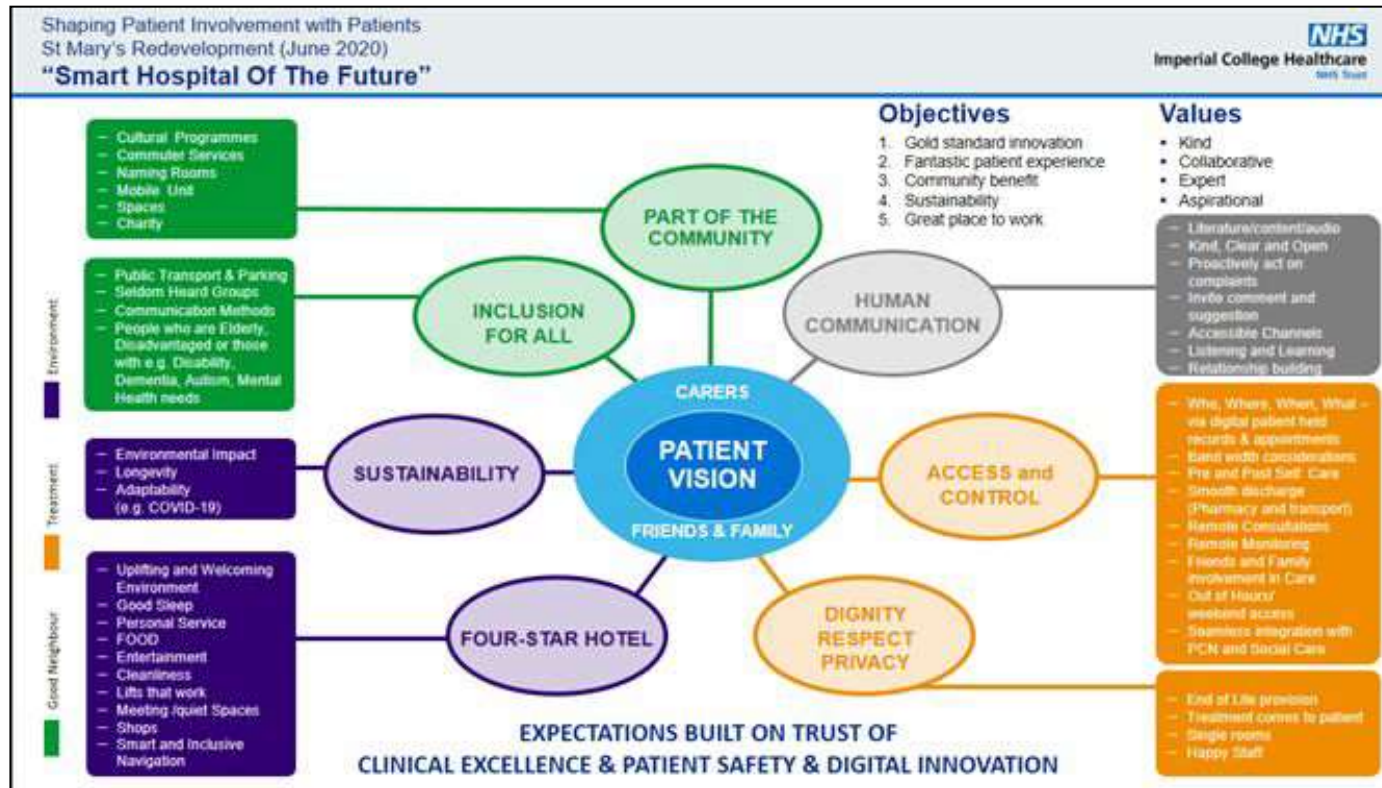 Shaping Patient Involvement with Patients
St Mary's Redevelopment (June 2020)
"Smart Hospital Of The Future"
NHS
Imperial College Healthcare
NHS Trust
Objectives
1. Gold standard innovation
2. Fantastic patient experience
3. Community benefit
4. Sustainability
5. Great place to work
Values
• Kind
• Collaborative
• Expert
• Aspirational
– Cultural Programmes
– Commuter Services
– Naming Rooms
– Mobile Unit
– Spaces
– Charity
PART OF THE
COMMUNITY
– Public Transport & Parking
– Seldom Heard Groups
– Communication Methods
– People who are Elderly,
Disadvantaged or those
with e.g. Disability,
Dementia, Autism, Mental
Health needs
INCLUSION
FOR ALL
HUMAN
COMMUNICATION
– Literature/content/audio
– Kind, Clear and Open
– Proactively act on
complaints
– Invite comment and
suggestion
– Accessible Channels
– Listening and Learning
– Relationship building
Environment
Treatment
Good Neighbour
– Environmental Impact
– Longevity
– Adaptability
(e.g. COVID-19)
SUSTAINABILITY
CARERS
PATIENT
VISION
FRIENDS & FAMILY
ACCESS and
CONTROL
– Who, Where, When, What –
via digital patient held
records & appointments
– Band width considerations
– Pre and Post Self Care
– Smooth discharge
(Pharmacy and transport)
– Remote Consultations
– Remote Monitoring
– Friends and Family
involvement in Care
– Out of Hours/
weekend access
– Seamless integration with
PCN and Social Care
– Uplifting and Welcoming
Environment
– Good Sleep
– Personal Service
– FOOD
– Entertainment
– Cleanliness
– Lifts that work
– Meeting /quiet Spaces
– Shops
– Smart and Inclusive
Navigation
FOUR-STAR HOTEL
DIGNITY
RESPECT
PRIVACY
– End of Life provision
– Treatment comes to patient
– Single rooms
– Happy Staff
EXPECTATIONS BUILT ON TRUST OF
CLINICAL EXCELLENCE & PATIENT SAFETY & DIGITAL INNOVATION